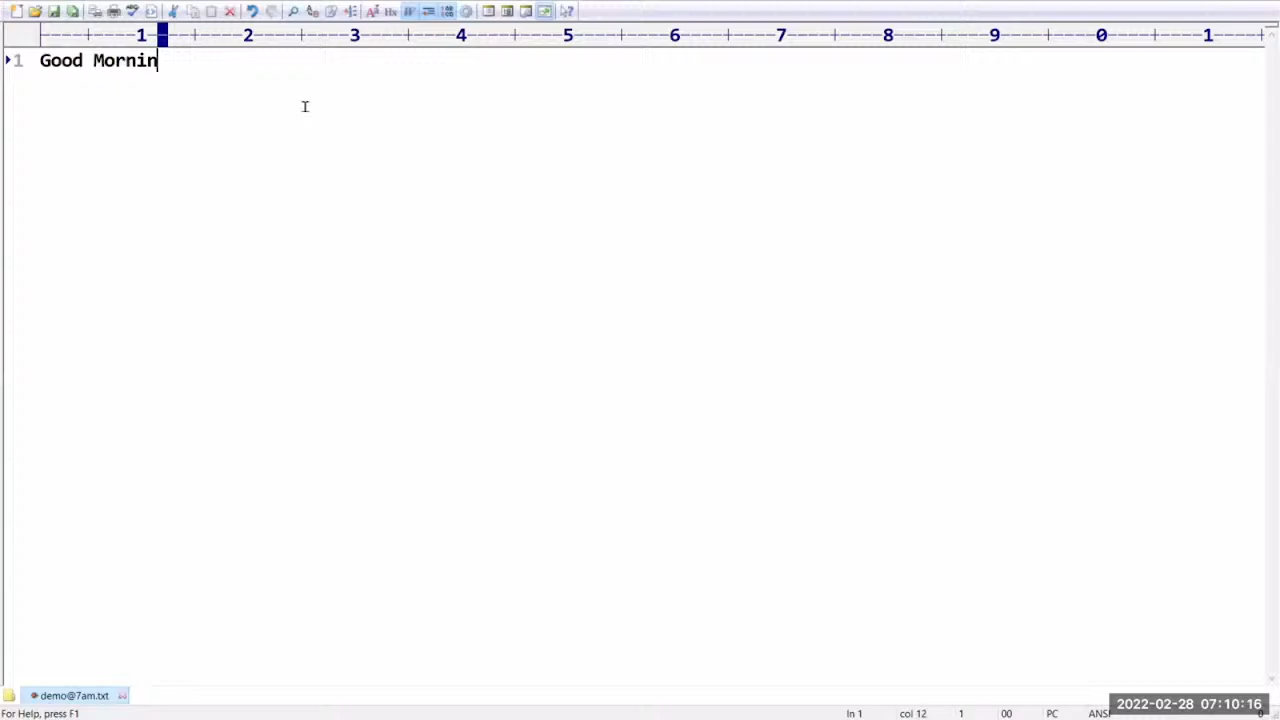 ----+----1----+----2----+----3----+----4----+----5----+----6----+----7----+----8----+----9----+----0----+----1----+
1 Good Mornin
demo@7am.txt
For Help, press F1 ln 1 col 12 1 00 PC ANSI
2022-02-28 07:10:16